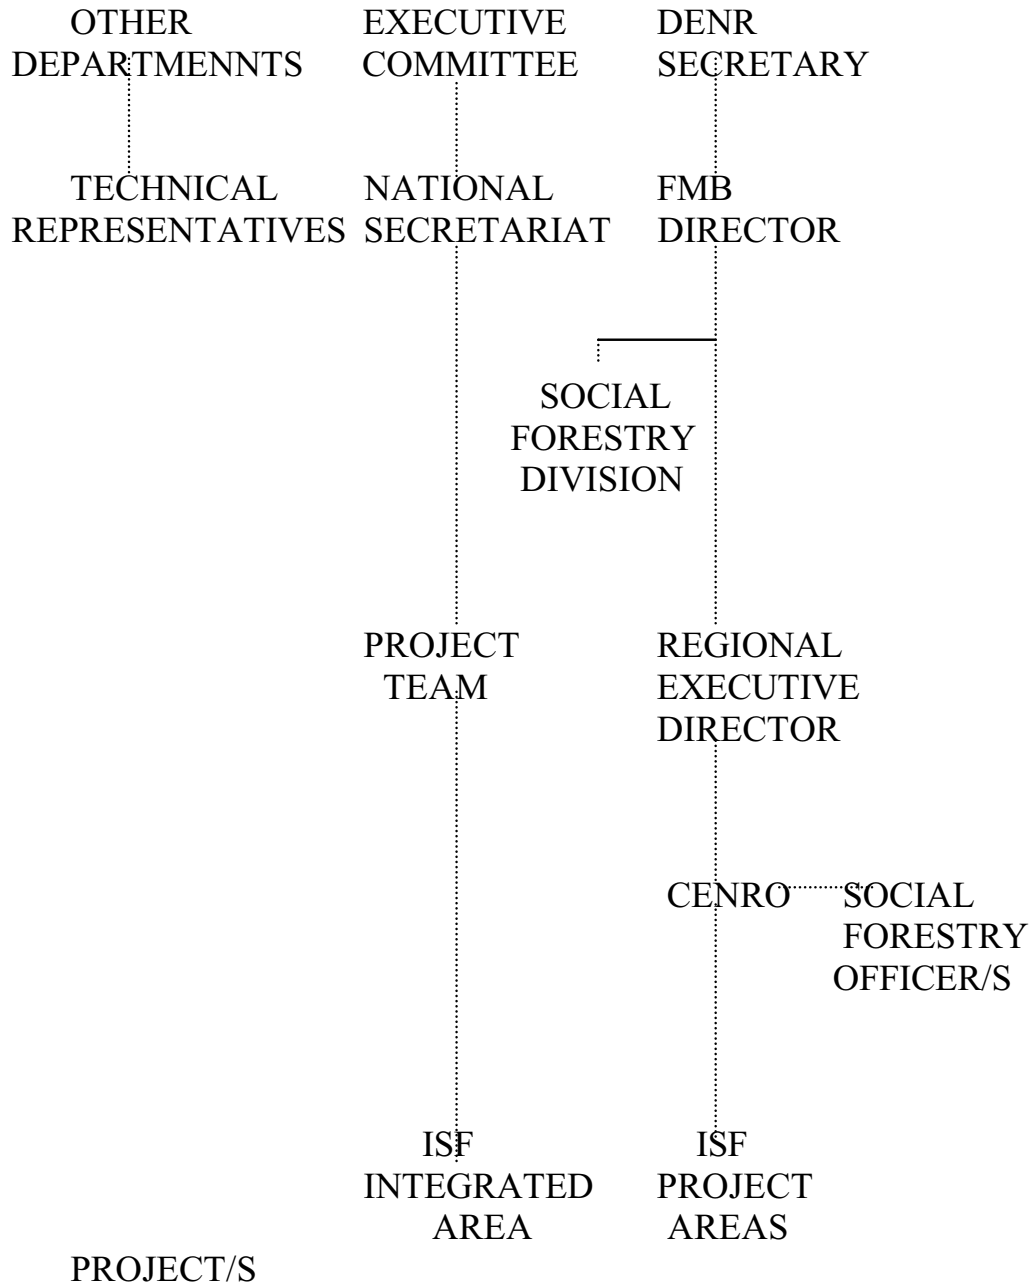 OTHER EXECUTIVE DENR
DEPARTMENNTS COMMITTEE SECRETARY
TECHNICAL NATIONAL FMB
REPRESENTATIVES SECRETARIAT DIRECTOR
SOCIAL
FORESTRY
DIVISION
PROJECT REGIONAL
TEAM EXECUTIVE
DIRECTOR
CENRO SOCIAL
FORESTRY
OFFICER/S
ISF ISF
INTEGRATED PROJECT
AREA AREAS
PROJECT/S